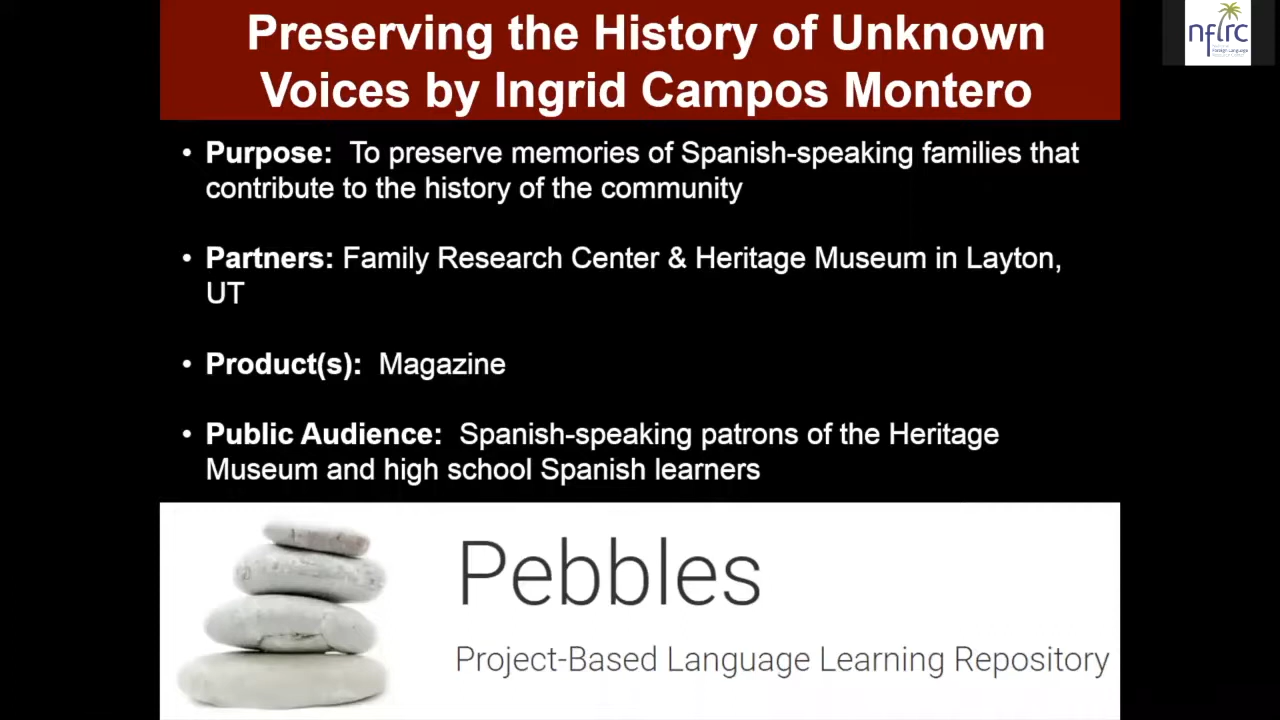 Preserving the History of Unknown
Voices by Ingrid Campos Montero
nflrc
Foreign Language
• Purpose: To preserve memories of Spanish-speaking families that
contribute to the history of the community
• Partners: Family Research Center & Heritage Museum in Layton,
UT
• Product(s): Magazine
• Public Audience: Spanish-speaking patrons of the Heritage
Museum and high school Spanish learners
Pebbles
Project-Based Language Learning Repository